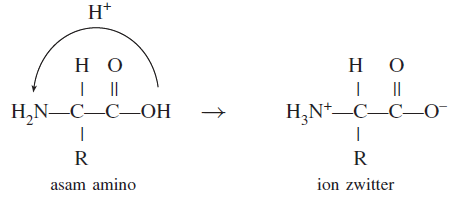 H⁺
H O H O
| || | ||
H₂N—C—C—OH → H₃N⁺—C—C—O⁻
| |
R R
asam amino ion zwitter